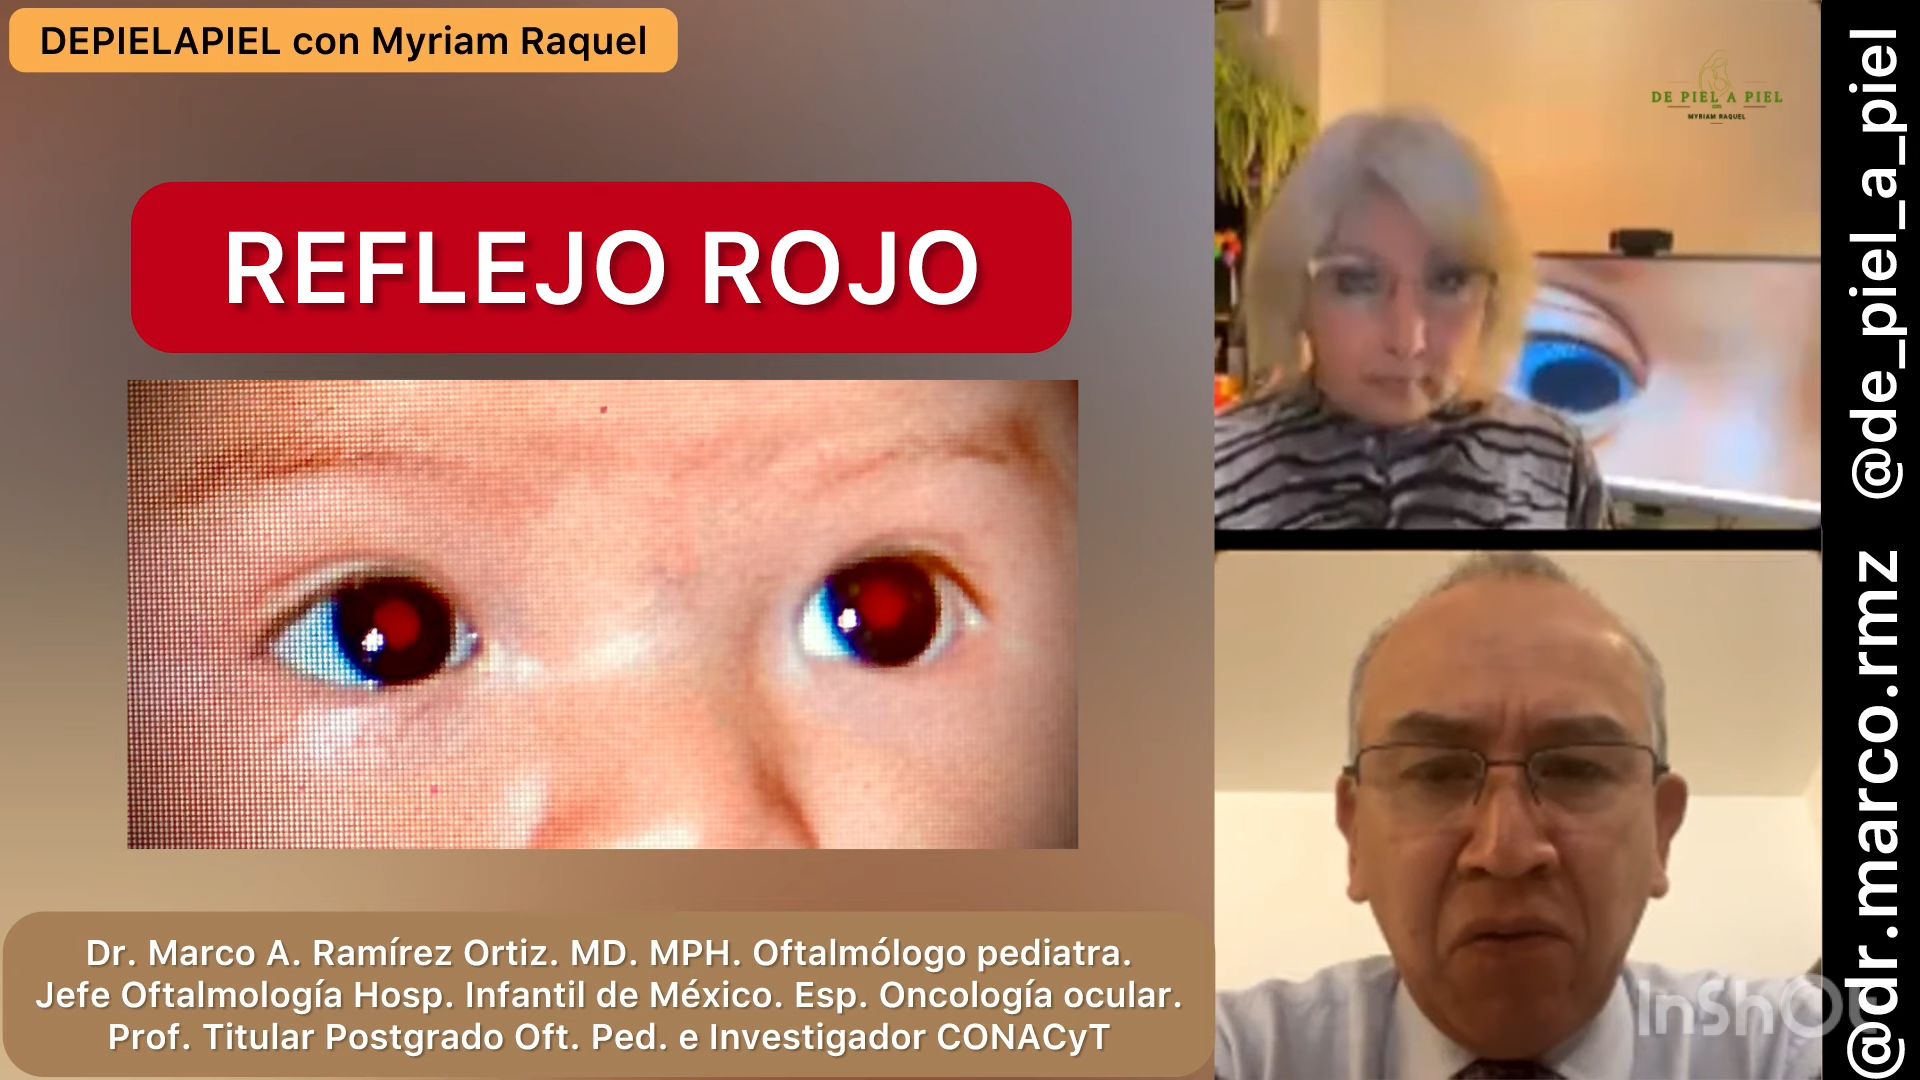 DEPIELAPIEL con Myriam Raquel
REFLEJO ROJO
Dr. Marco A. Ramírez Ortiz. MD. MPH. Oftalmólogo pediatra.
Jefe Oftalmología Hosp. Infantil de México. Esp. Oncología ocular.
Prof. Titular Postgrado Oft. Ped. e Investigador CONACyT
DE PIEL A PIEL
MYRIAM RAQUEL
@de_piel_a_piel
@dr.marco.rmz
InShOt